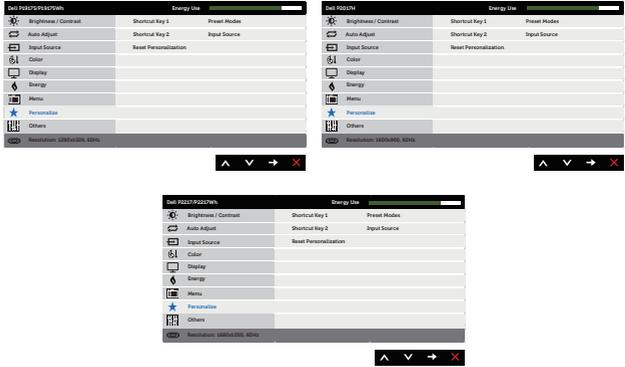 Dell P1917S/P1917SWh Energy Use
Brightness / Contrast Shortcut Key 1 Preset Modes
Auto Adjust Shortcut Key 2 Input Source
Input Source Reset Personalization
Color
Display
Energy
Menu
Personalize
Others
Resolution: 1280x1024, 60Hz
Dell P2017H Energy Use
Brightness / Contrast Shortcut Key 1 Preset Modes
Auto Adjust Shortcut Key 2 Input Source
Input Source Reset Personalization
Color
Display
Energy
Menu
Personalize
Others
Resolution: 1600x900, 60Hz
Dell P2217/P2217Wh Energy Use
Brightness / Contrast Shortcut Key 1 Preset Modes
Auto Adjust Shortcut Key 2 Input Source
Input Source Reset Personalization
Color
Display
Energy
Menu
Personalize
Others
Resolution: 1680x1050, 60Hz